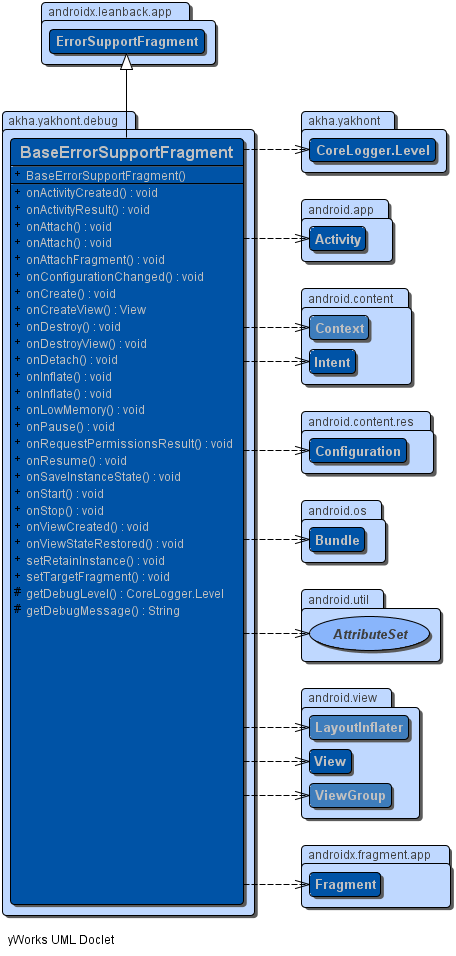 androidx.leanback.app
ErrorSupportFragment
akha.yakhont.debug
BaseErrorSupportFragment
+ BaseErrorSupportFragment()
+ onActivityCreated() : void
+ onActivityResult() : void
+ onAttach() : void
+ onAttach() : void
+ onAttachFragment() : void
+ onConfigurationChanged() : void
+ onCreate() : void
+ onCreateView() : View
+ onDestroy() : void
+ onDestroyView() : void
+ onDetach() : void
+ onInflate() : void
+ onInflate() : void
+ onLowMemory() : void
+ onPause() : void
+ onRequestPermissionsResult() : void
+ onResume() : void
+ onSaveInstanceState() : void
+ onStart() : void
+ onStop() : void
+ onViewCreated() : void
+ onViewStateRestored() : void
+ setRetainInstance() : void
+ setTargetFragment() : void
# getDebugLevel() : CoreLogger.Level
# getDebugMessage() : String
akha.yakhont
CoreLogger.Level
android.app
Activity
android.content
Context
Intent
android.content.res
Configuration
android.os
Bundle
android.util
AttributeSet
android.view
LayoutInflater
View
ViewGroup
androidx.fragment.app
Fragment
yWorks UML Doclet